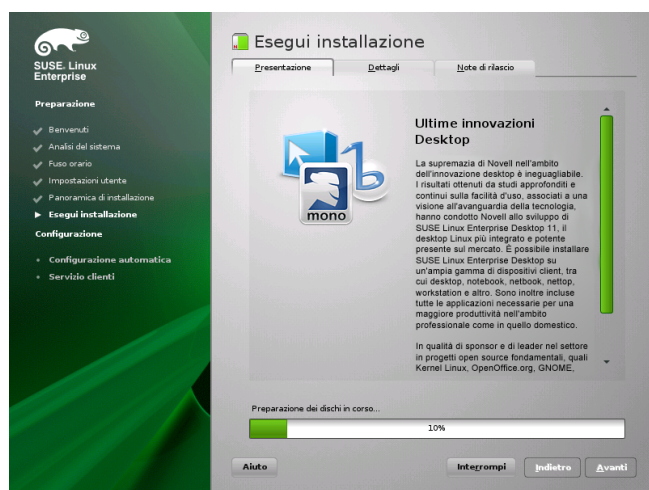 SUSE. Linux
Enterprise
Preparazione
Benvenuti
Analisi del sistema
Fuso orario
Impostazioni utente
Panoramica di installazione
Esegui installazione
Configurazione
Configurazione automatica
Servizio clienti
Esegui installazione
Presentazione
Dettagli
Note di rilascio
mono
Ultime innovazioni
Desktop
La supremazia di Novell nell'ambito
dell'innovazione desktop è ineguagliabile.
I risultati ottenuti da studi approfonditi e
continui sulla facilità d'uso, associati a una
visione all'avanguardia della tecnologia,
hanno condotto Novell allo sviluppo di
SUSE Linux Enterprise Desktop 11, il
desktop Linux più integrato e potente
presente sul mercato. É possibile installare
SUSE Linux Enterprise Desktop su
un'ampia gamma di dispositivi client, tra
cui desktop, notebook, netbook, nettop,
workstation e altro. Sono inoltre incluse
tutte le applicazioni necessarie per una
maggiore produttività nell'ambito
professionale come in quello domestico.
In qualità di sponsor e di leader nel settore
in progetti open source fondamentali, quali
Kernel Linux, OpenOffice.org, GNOME,
Preparazione dei dischi in corso...
10%
Aiuto
Interrompi
Indietro
Avanti